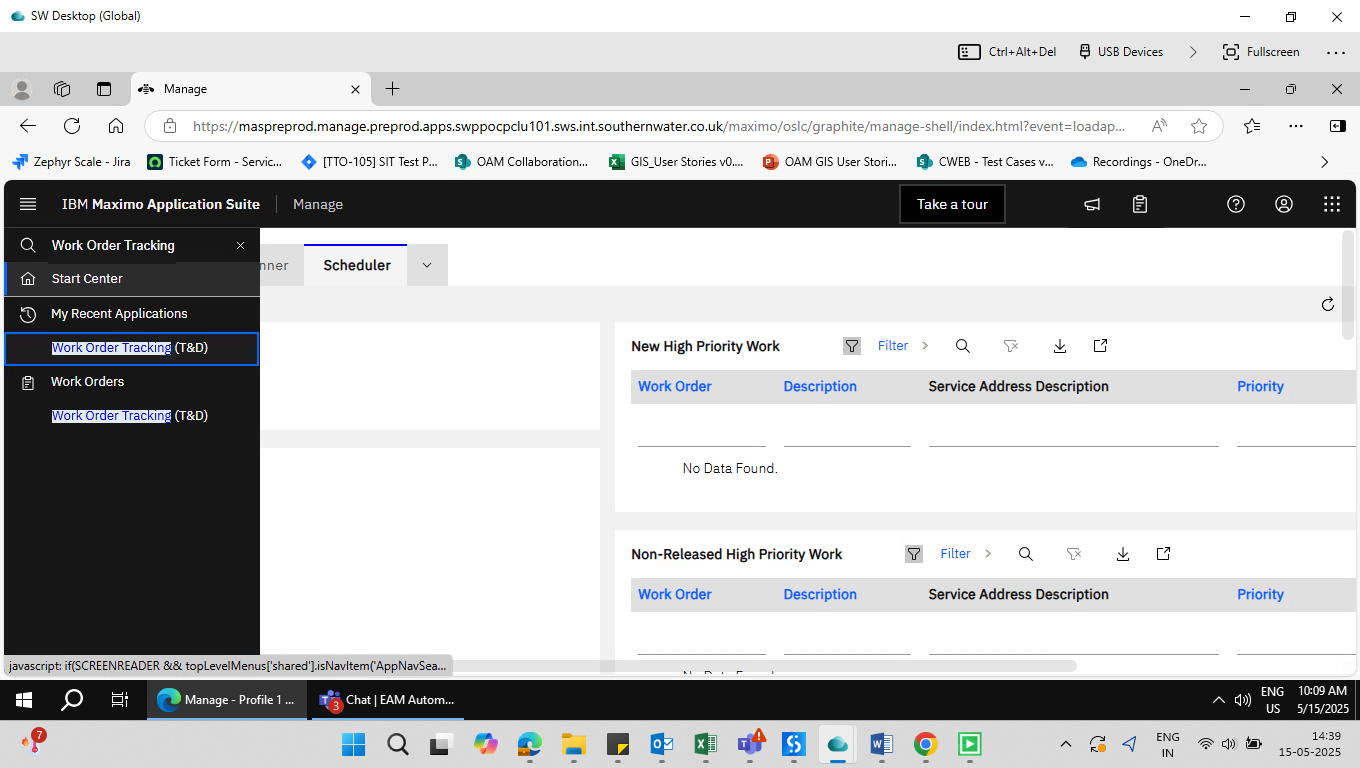 SW Desktop (Global)
Ctrl+Alt+Del
USB Devices
Fullscreen
Manage
https://maspreprod.manage.preprod.apps.swppocpclu101.sws.int.southernwater.co.uk/maximo/oslc/graphite/manage-shell/index.html?event=loadap...
Zephyr Scale - Jira
Ticket Form - Servic...
[TTO-105] SIT Test P...
OAM Collaboration...
GIS_User Stories v0....
OAM GIS User Stori...
CWEB - Test Cases v...
Recordings - OneDr...
IBM Maximo Application Suite
Manage
Take a tour
Work Order Tracking
Start Center
My Recent Applications
Work Order Tracking (T&D)
Work Orders
Work Order Tracking (T&D)
nner
Scheduler
New High Priority Work
Filter
Work Order Description Service Address Description Priority
No Data Found.
Non-Released High Priority Work
Filter
Work Order Description Service Address Description Priority
javascript: if(SCREENREADER && topLevelMenus['shared'].isNavItem('AppNavSea...
Manage - Profile 1 ...
3
Chat | EAM Autom...
ENG
US
10:09 AM
5/15/2025
7
ENG
IN
14:39
15-05-2025